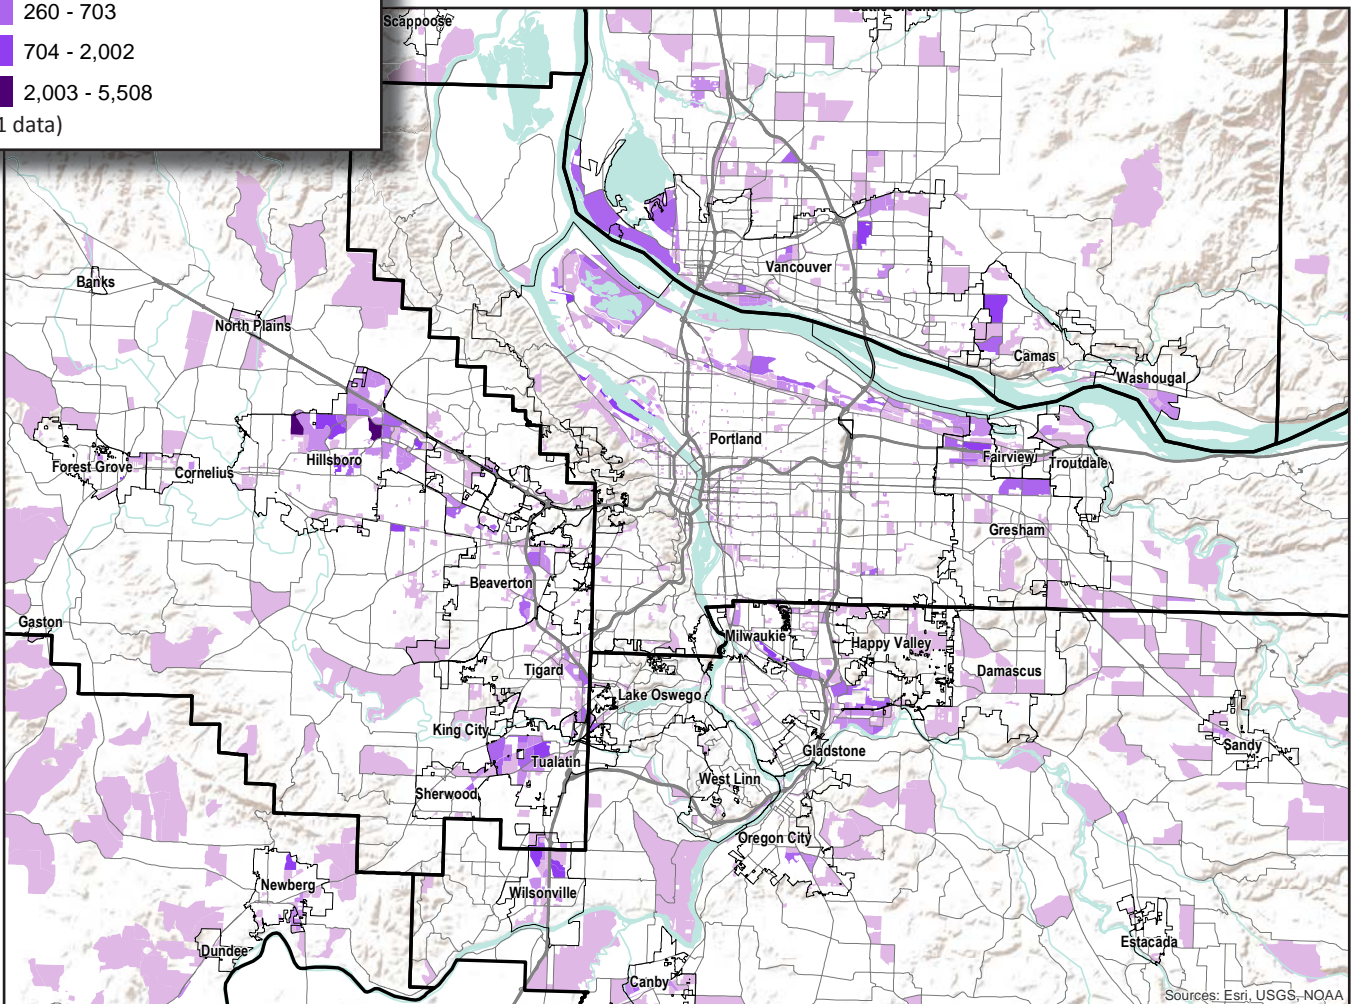 260 - 703
704 - 2,002
2,003 - 5,508
1 data)
Scappoose
Vancouver
Banks
North Plains
Camas
Washougal
Portland
Forest Grove
Cornelius
Hillsboro
Fairview
Troutdale
Gresham
Beaverton
Gaston
Milwaukie
Happy Valley
Damascus
Tigard
Lake Oswego
King City
Sandy
Gladstone
Tualatin
West Linn
Sherwood
Oregon City
Newberg
Wilsonville
Dundee
Estacada
Canby
Sources: Esri, USGS, NOAA